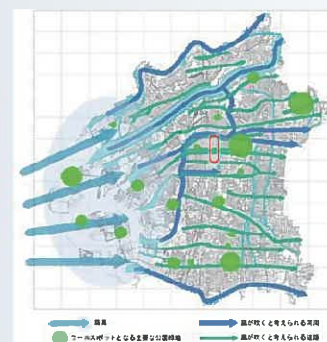 海風
風が吹くと考えられる河川
クールスポットとなる主要な公園緑地
風が吹くと考えられる道路